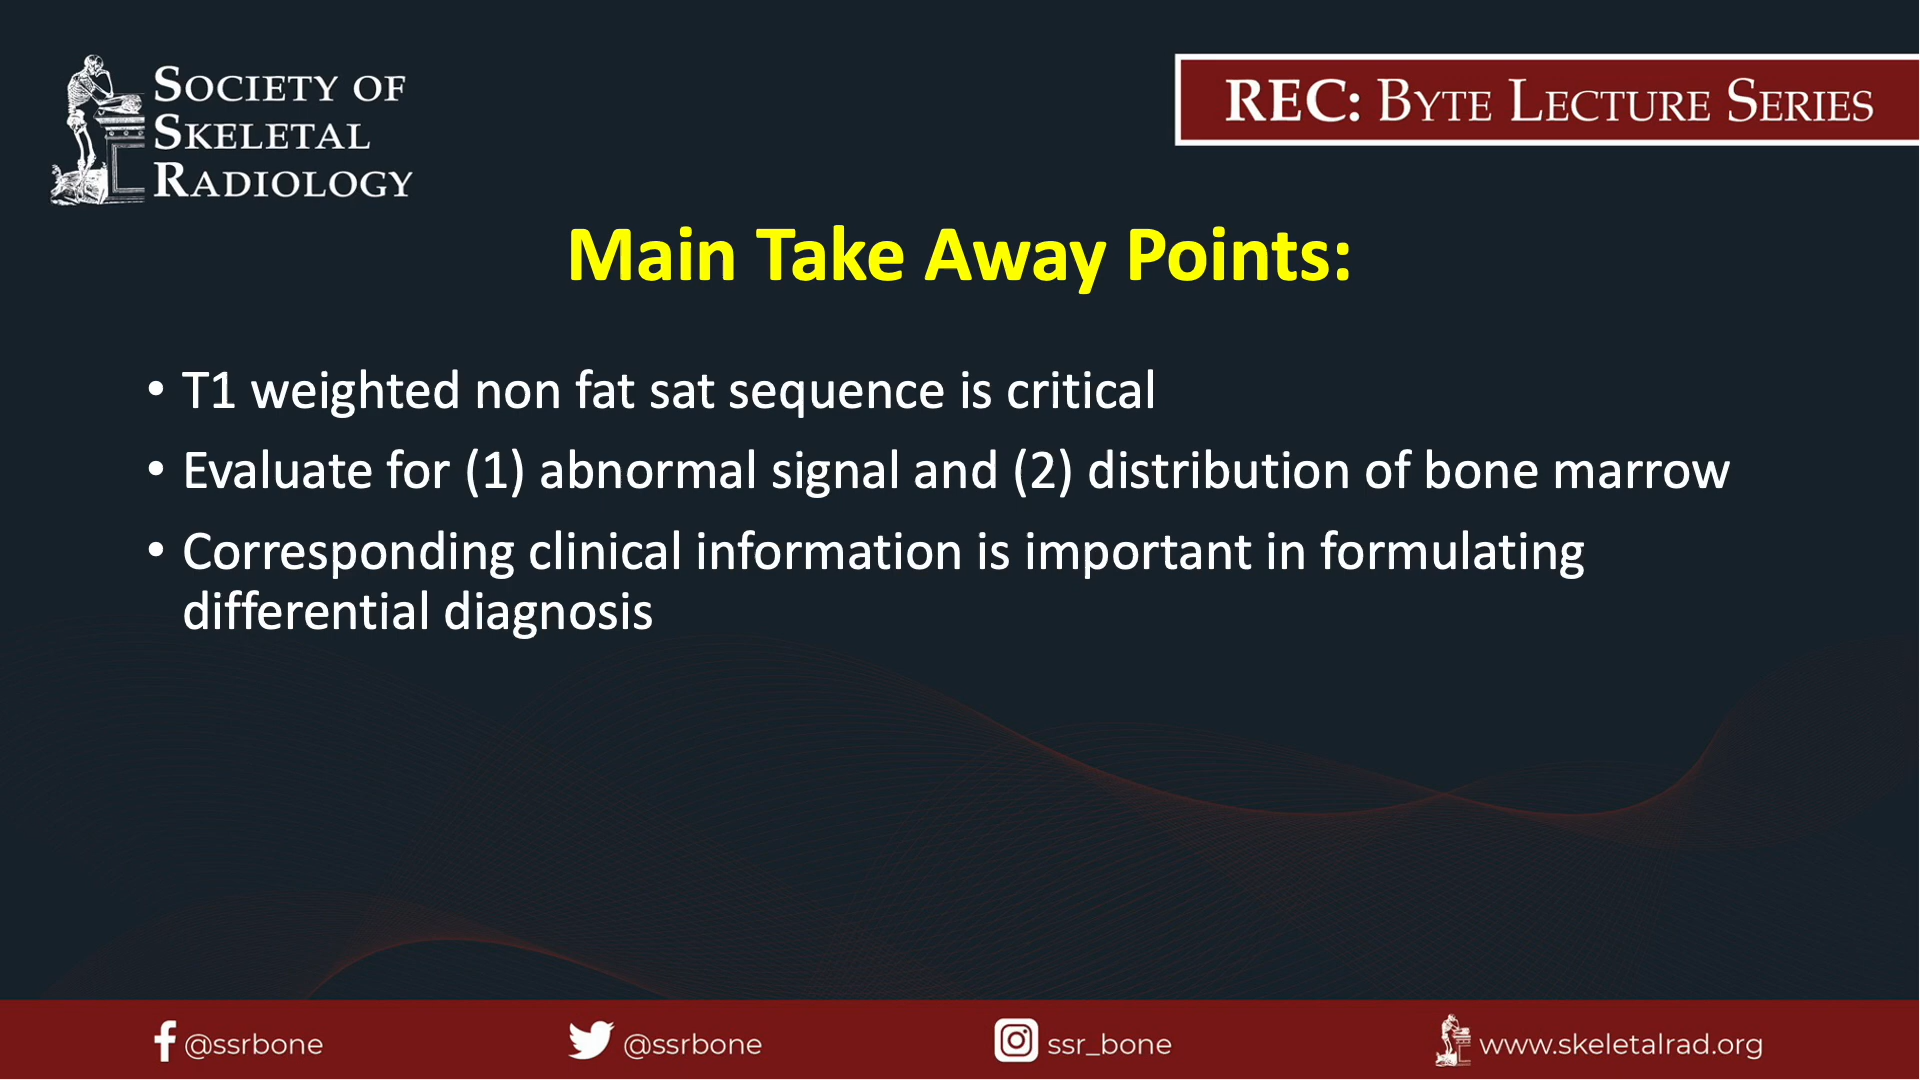 SOCIETY OF
SKELETAL
RADIOLOGY
REC: BYTE LECTURE SERIES
Main Take Away Points:
• T1 weighted non fat sat sequence is critical
• Evaluate for (1) abnormal signal and (2) distribution of bone marrow
• Corresponding clinical information is important in formulating
differential diagnosis
@ssrbone
@ssrbone
ssr_bone
www.skeletalrad.org